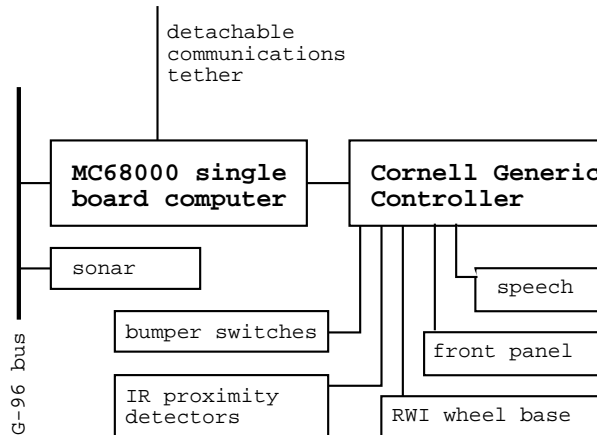 detachable
communications
tether
MC68000 single
board computer
Cornell Generic
Controller
sonar
speech
bumper switches
front panel
IR proximity
detectors
RWI wheel base
G-96 bus